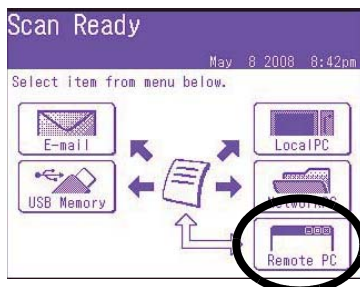 Scan Ready
May 8 2008 8:42pm
Select item from menu below.
E-mail
LocalPC
USB Memory
Remote PC